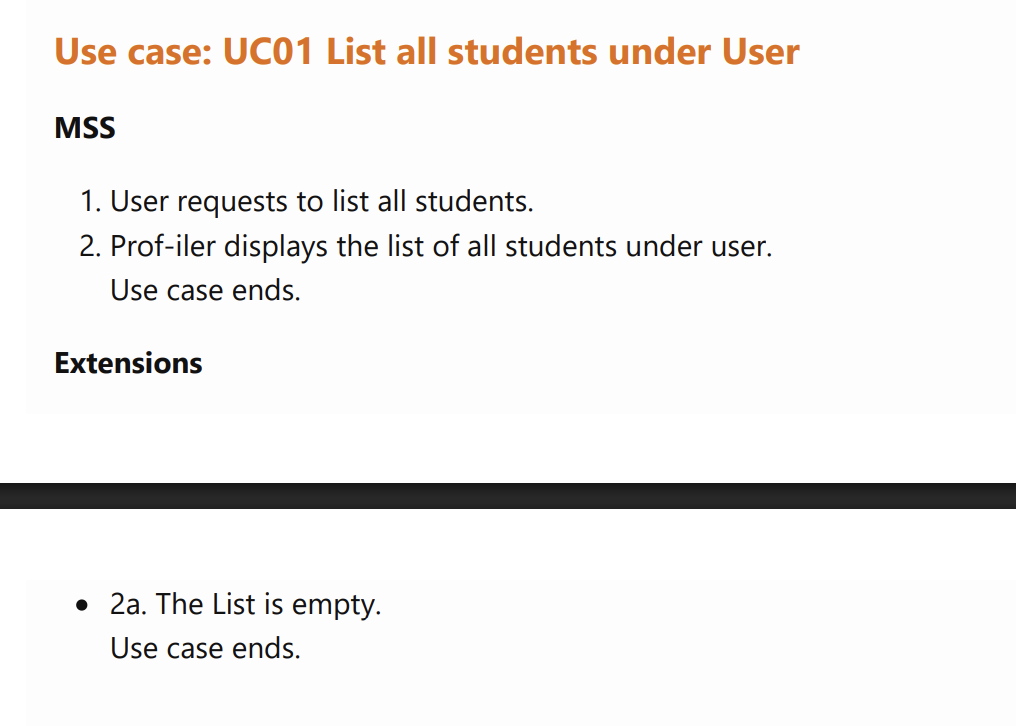 Use case: UC01 List all students under User
MSS
1. User requests to list all students.
2. Prof-iler displays the list of all students under user.
Use case ends.
Extensions
• 2a. The List is empty.
Use case ends.